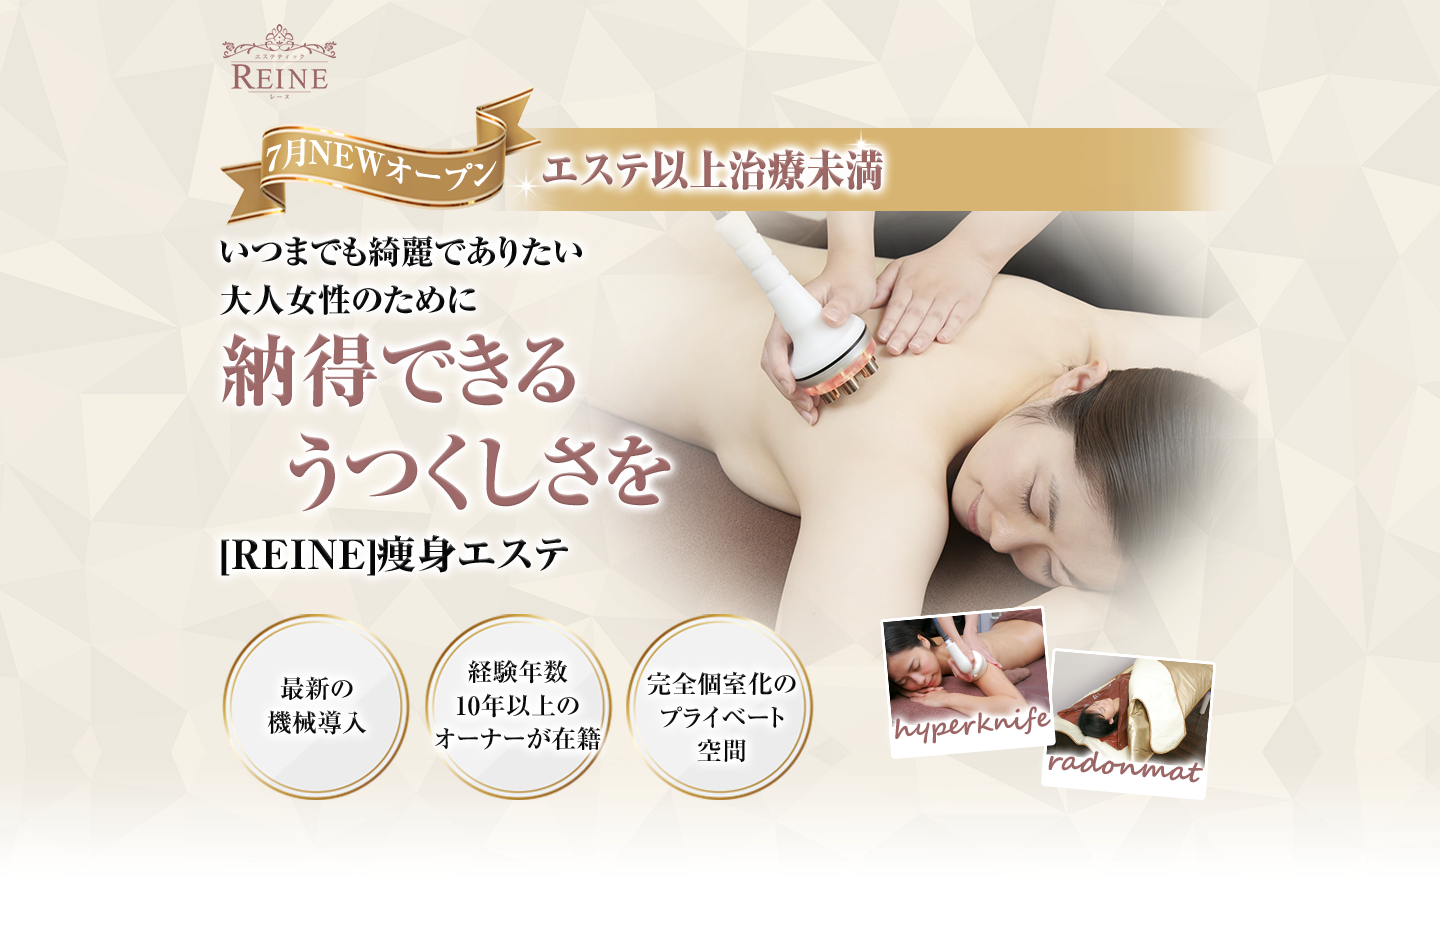 エステティック
REINE
レーヌ
7月NEWオープン
エステ以上治療未満
いつまでも綺麗でありたい
大人女性のために
納得できる
うつくしさを
[REINE]痩身エステ
最新の
機械導入
経験年数
10年以上の
オーナーが在籍
完全個室化の
プライベート
空間
hyperknife
radonmat